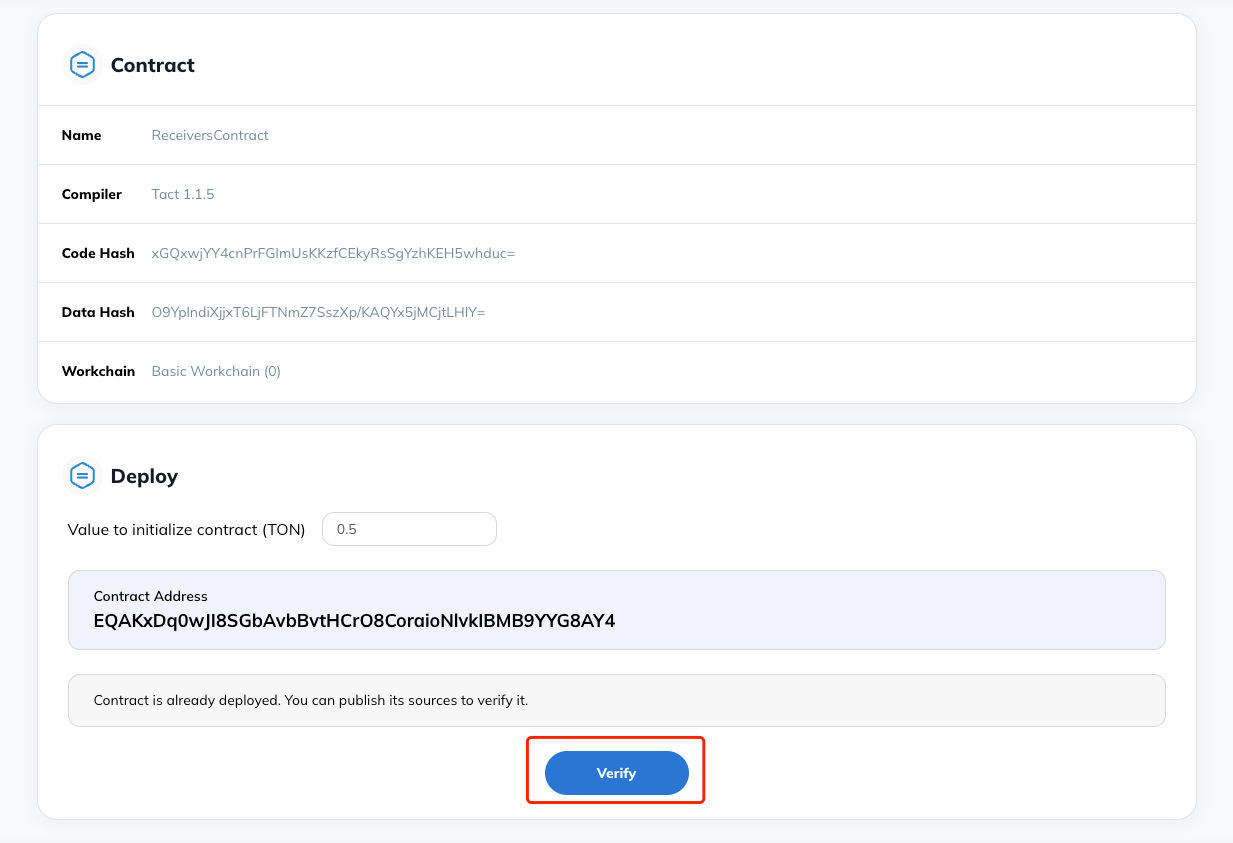 Contract
Name ReceiversContract
Compiler Tact 1.1.5
Code Hash xGQxwjYY4cnPrFGImUsKKzfCEkyRsSgYzhKEH5whduc=
Data Hash O9YplndiXjjxT6LjFTNmZ7SszXp/KAQYx5jMCjtLHIY=
Workchain Basic Workchain (0)
Deploy
Value to initialize contract (TON) 0.5
Contract Address
EQAKxDq0wJI8SGbAvbBvtHCrO8CoraioNlvkIBMB9YYG8AY4
Contract is already deployed. You can publish its sources to verify it.
Verify